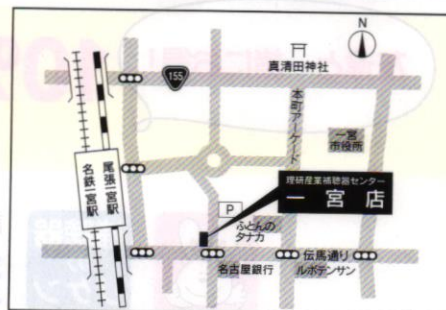 N
真清田神社
155
本町アーケード
一宮
市役所
尾張一宮駅
名鉄一宮駅
理研産業補聴器センター
一宮店
P
ふとんの
タナカ
伝馬通り
名古屋銀行
ルボテンサン